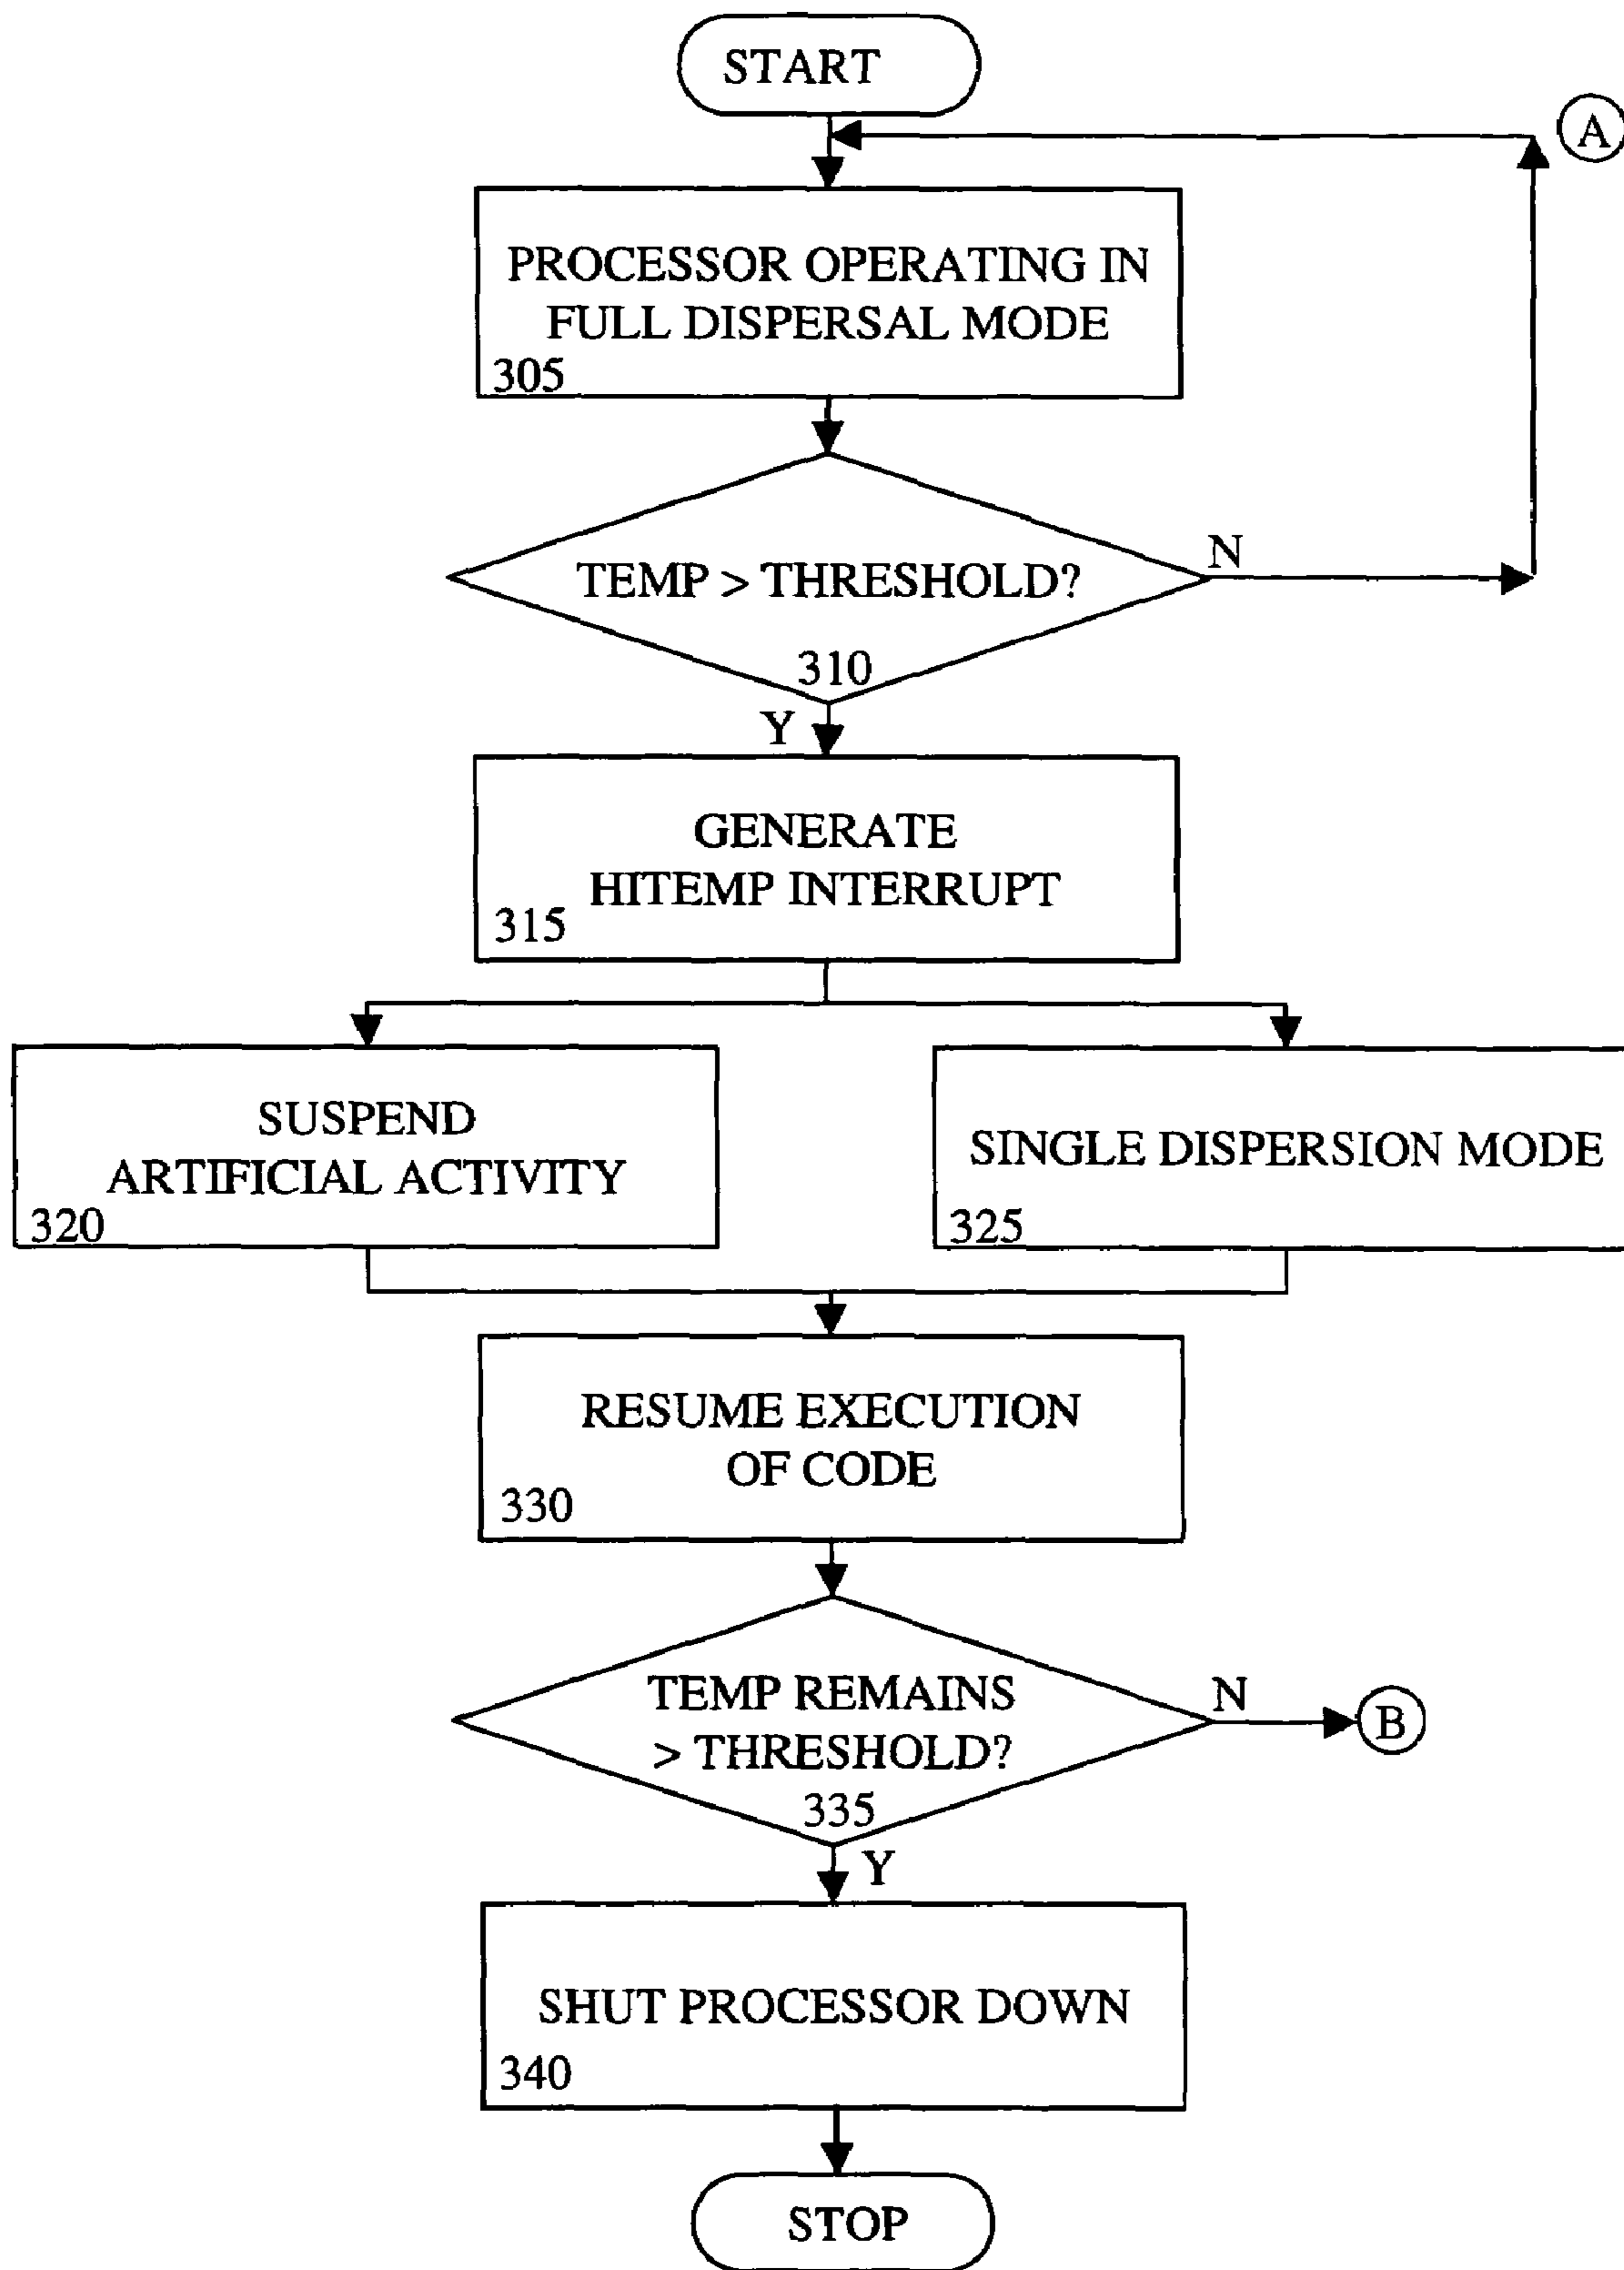 START
A
PROCESSOR OPERATING IN
FULL DISPERSAL MODE
305
TEMP > THRESHOLD?
N
310
Y
GENERATE
HITEMP INTERRUPT
315
SUSPEND
ARTIFICIAL ACTIVITY
320
SINGLE DISPERSION MODE
325
RESUME EXECUTION
OF CODE
330
TEMP REMAINS
> THRESHOLD?
N
B
335
Y
SHUT PROCESSOR DOWN
340
STOP